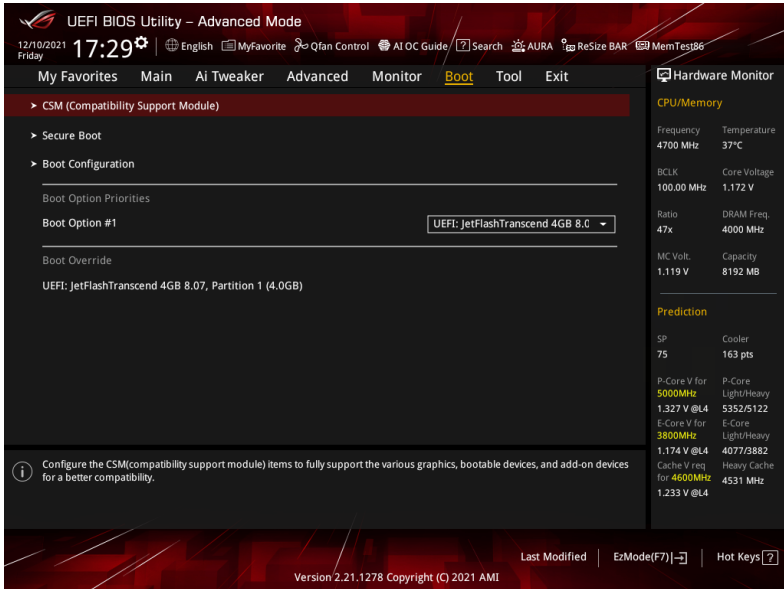 UEFI BIOS Utility – Advanced Mode
12/10/2021
Friday
17:29
English
MyFavorite
Qfan Control
AI OC Guide
? Search
AURA
ReSize BAR
MemTest86
My Favorites Main Ai Tweaker Advanced Monitor Boot Tool Exit
Hardware Monitor
> CSM (Compatibility Support Module)
> Secure Boot
> Boot Configuration
Boot Option Priorities
Boot Option #1
UEFI: JetFlashTranscend 4GB 8.0
Boot Override
UEFI: JetFlashTranscend 4GB 8.07, Partition 1 (4.0GB)
i
Configure the CSM(compatibility support module) items to fully support the various graphics, bootable devices, and add-on devices
for a better compatibility.
CPU/Memory
Frequency Temperature
4700 MHz 37°C
BCLK Core Voltage
100.00 MHz 1.172 V
Ratio DRAM Freq.
47x 4000 MHz
MC Volt. Capacity
1.119 V 8192 MB
Prediction
SP Cooler
75 163 pts
P-Core V for P-Core
5000MHz Light/Heavy
1.327 V @L4 5352/5122
E-Core V for E-Core
3800MHz Light/Heavy
1.174 V @L4 4077/3882
Cache V req Heavy Cache
for 4600MHz 4531 MHz
1.233 V @L4
Last Modified EzMode(F7) Hot Keys ?
Version 2.21.1278 Copyright (C) 2021 AMI